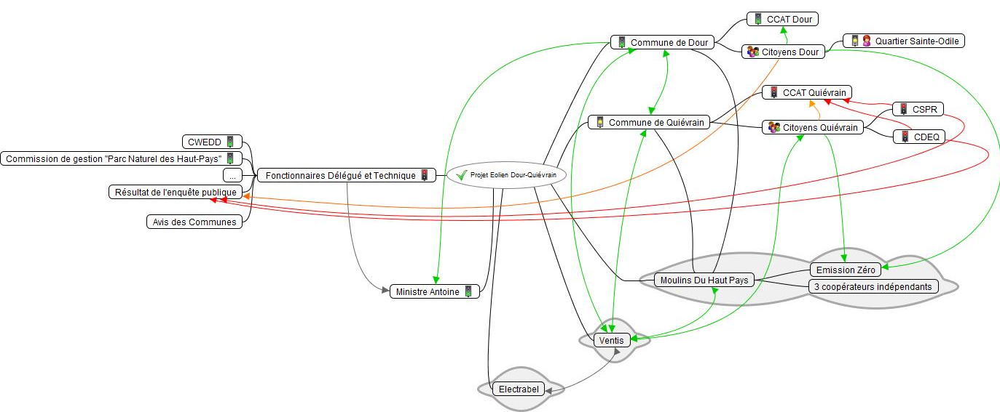 CCAT Dour
Commune de Dour
Quartier Sainte-Odile
Citoyens Dour
CCAT Quiévrain
CSPR
Commune de Quiévrain
Citoyens Quiévrain
CDEQ
CWEDD
Commission de gestion "Parc Naturel des Haut-Pays"
...
Fonctionnaires Délégué et Technique
Projet Eolien Dour-Quiévrain
Résultat de l'enquête publique
Avis des Communes
Emission Zéro
Moulins Du Haut Pays
3 coopérateurs indépendants
Ministre Antoine
Ventis
Electrabel